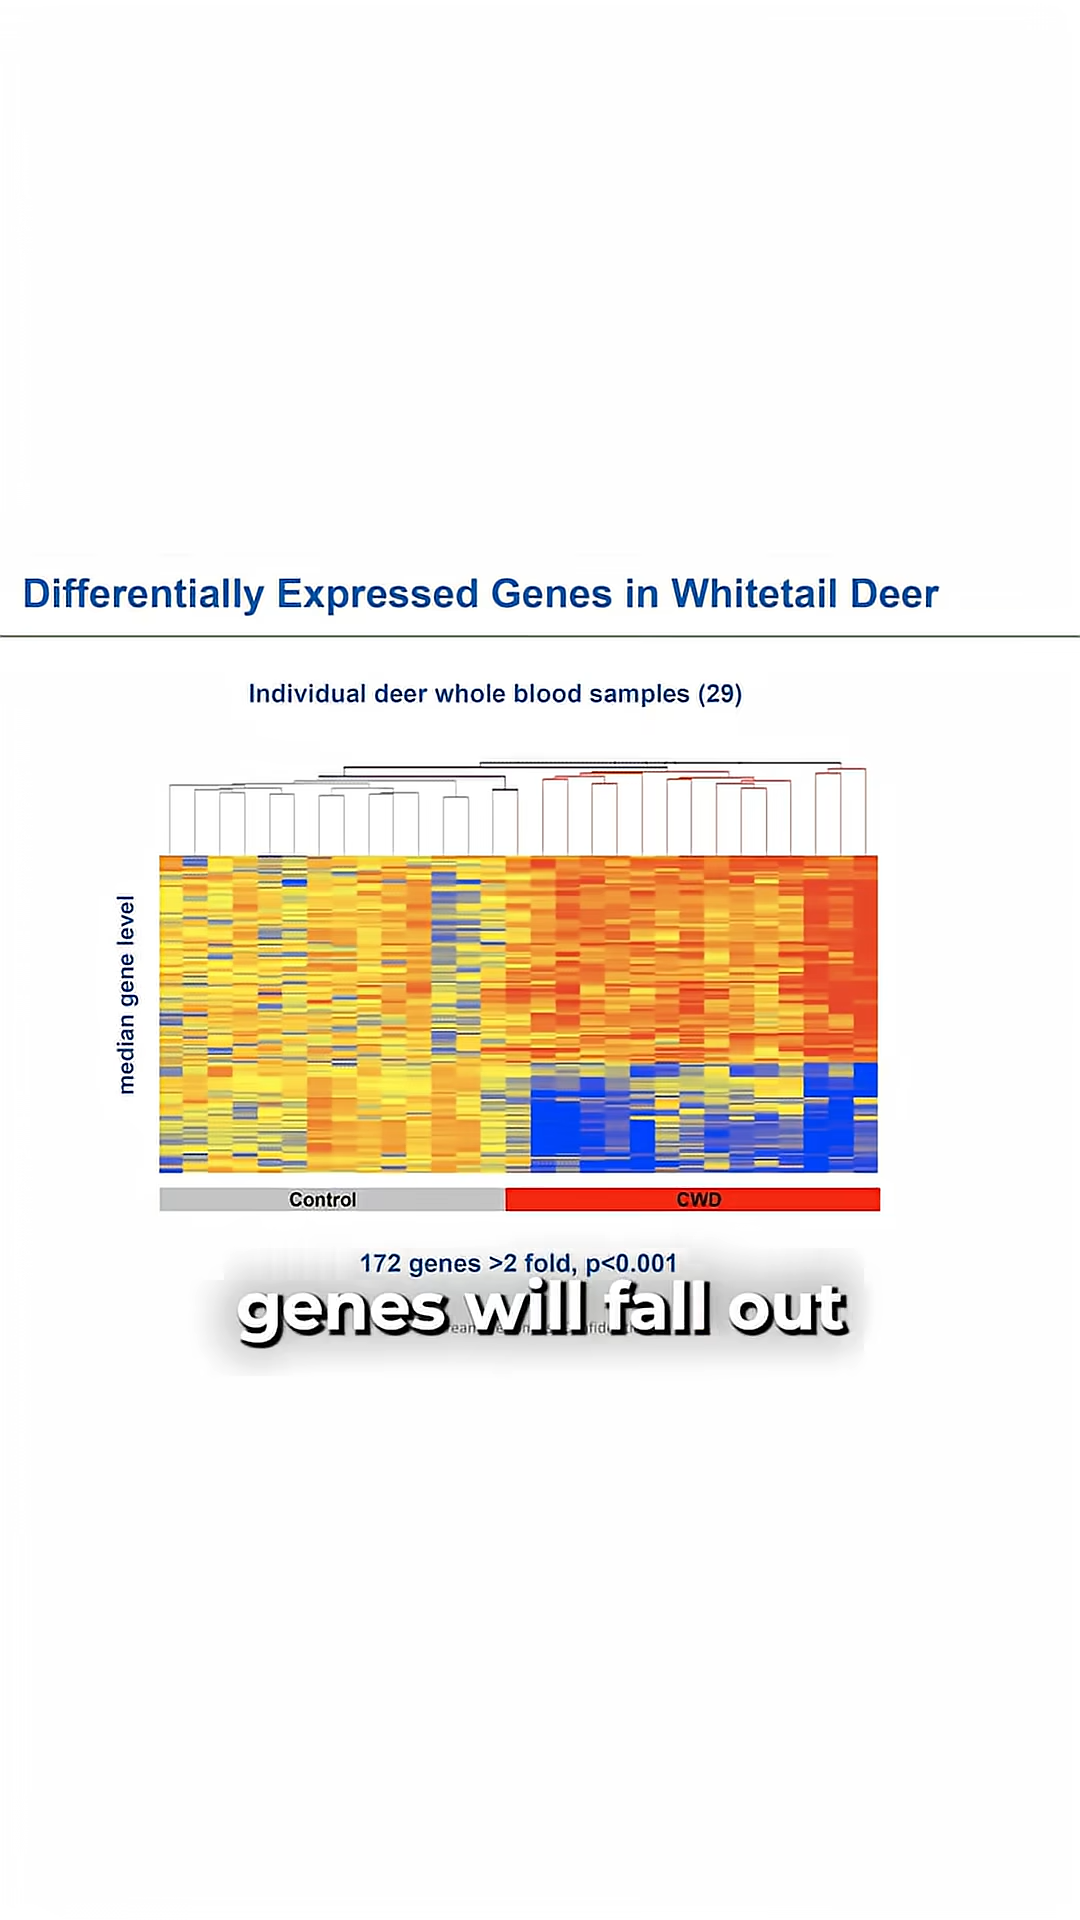 Differentially Expressed Genes in Whitetail Deer
Individual deer whole blood samples (29)
median gene level
Control
CWD
172 genes >2 fold, p<0.001
genes will fall out